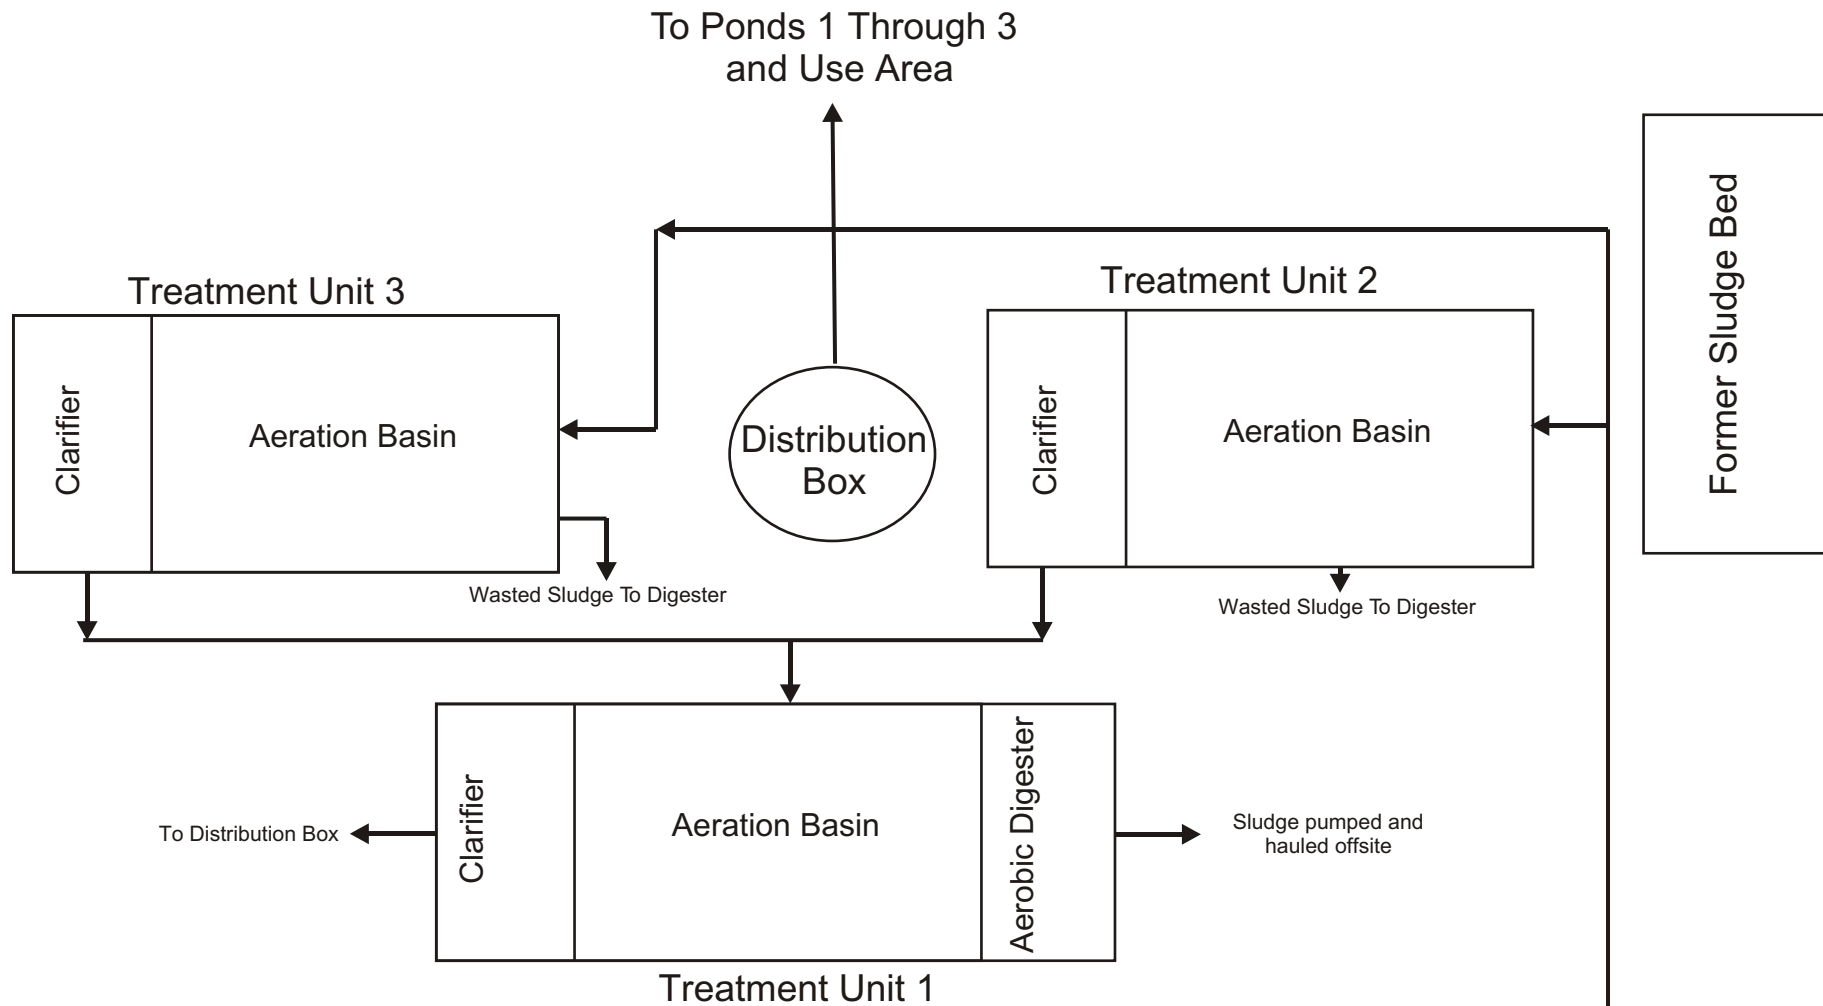 To Ponds 1 Through 3
and Use Area
Former Sludge Bed
Treatment Unit 3
Treatment Unit 2
Clarifier
Aeration Basin
Distribution
Box
Clarifier
Aeration Basin
Wasted Sludge To Digester
Wasted Sludge To Digester
To Distribution Box
Clarifier
Aeration Basin
Aerobic Digester
Sludge pumped and
hauled offsite
Treatment Unit 1